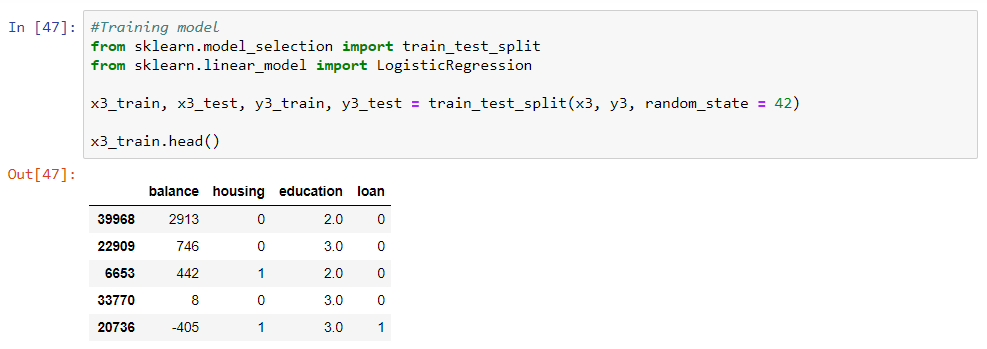 In [47]: #Training model
from sklearn.model_selection import train_test_split
from sklearn.linear_model import LogisticRegression
x3_train, x3_test, y3_train, y3_test = train_test_split(x3, y3, random_state = 42)
x3_train.head()
Out[47]:
balance housing education loan
39968 2913 0 2.0 0
22909 746 0 3.0 0
6653 442 1 2.0 0
33770 8 0 3.0 0
20736 -405 1 3.0 1